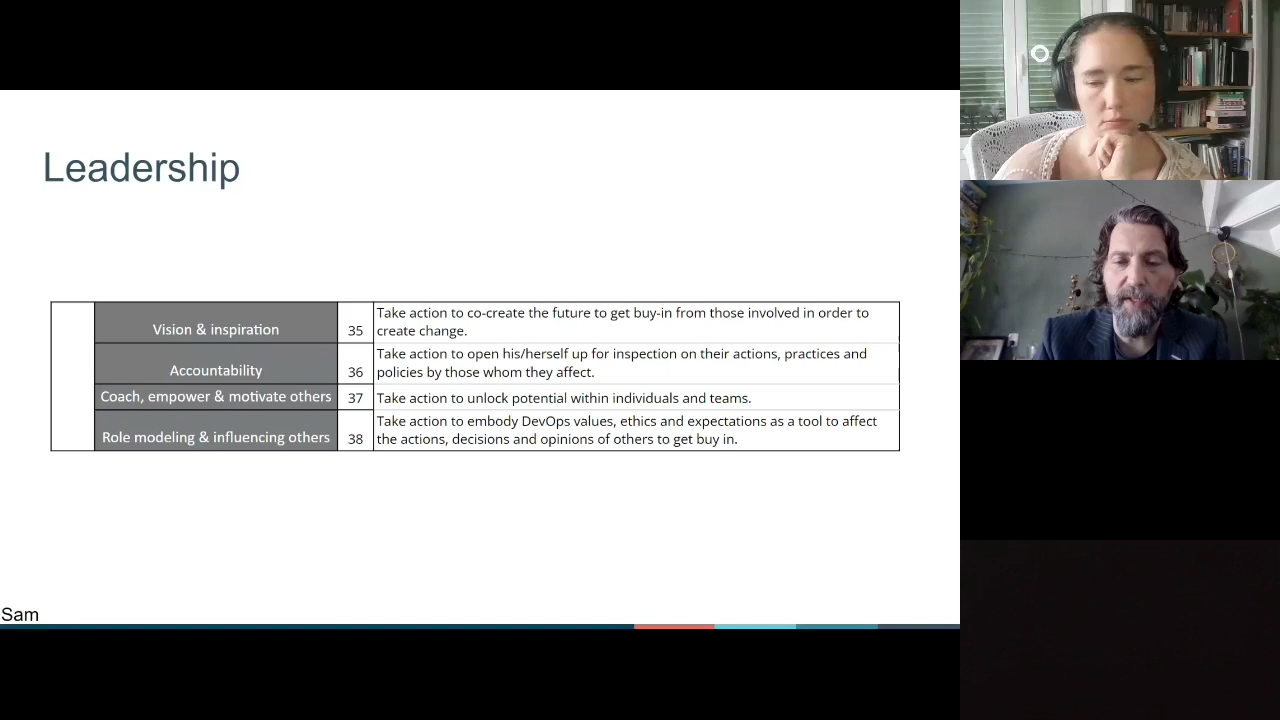 Leadership
Vision & inspiration
35
Take action to co-create the future to get buy-in from those involved in order to
create change.
Accountability
36
Take action to open his/herself up for inspection on their actions, practices and
policies by those whom they affect.
Coach, empower & motivate others
37
Take action to unlock potential within individuals and teams.
Role modeling & influencing others
38
Take action to embody DevOps values, ethics and expectations as a tool to affect
the actions, decisions and opinions of others to get buy in.
Sam